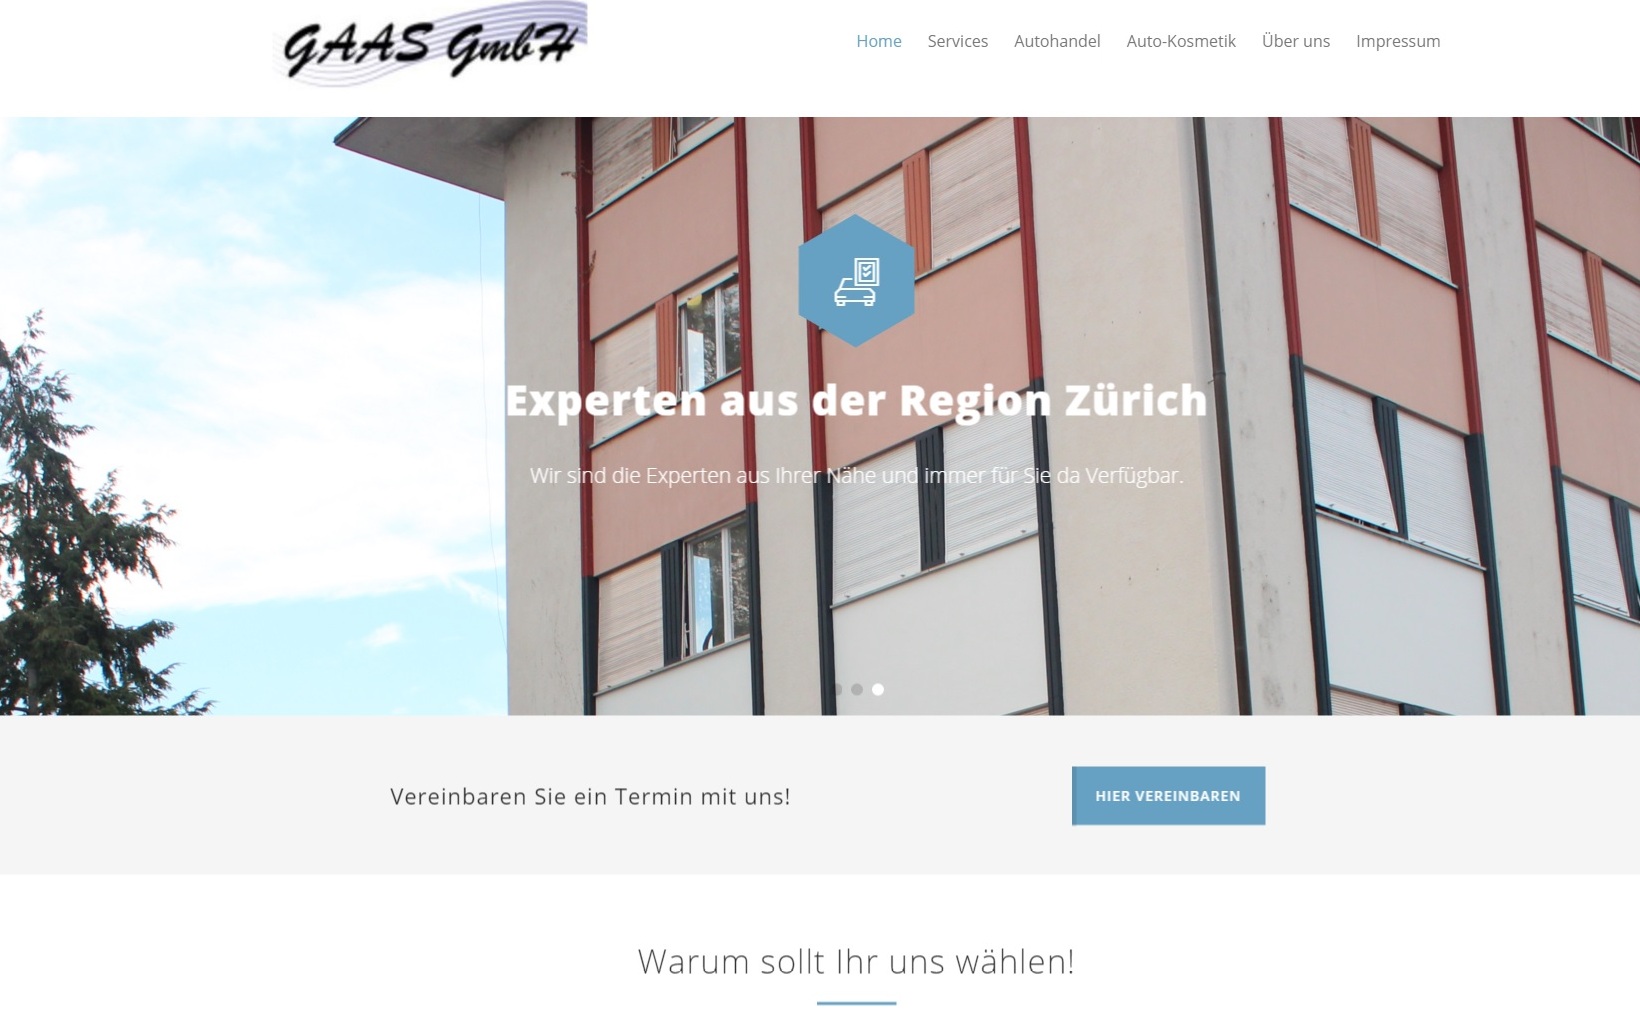 GAAS GmbH
Home Services Autohandel Auto-Kosmetik Über uns Impressum
Experten aus der Region Zürich
Wir sind die Experten aus Ihrer Nähe und immer für Sie da Verfügbar.
Vereinbaren Sie ein Termin mit uns!
HIER VEREINBAREN
Warum sollt Ihr uns wählen!